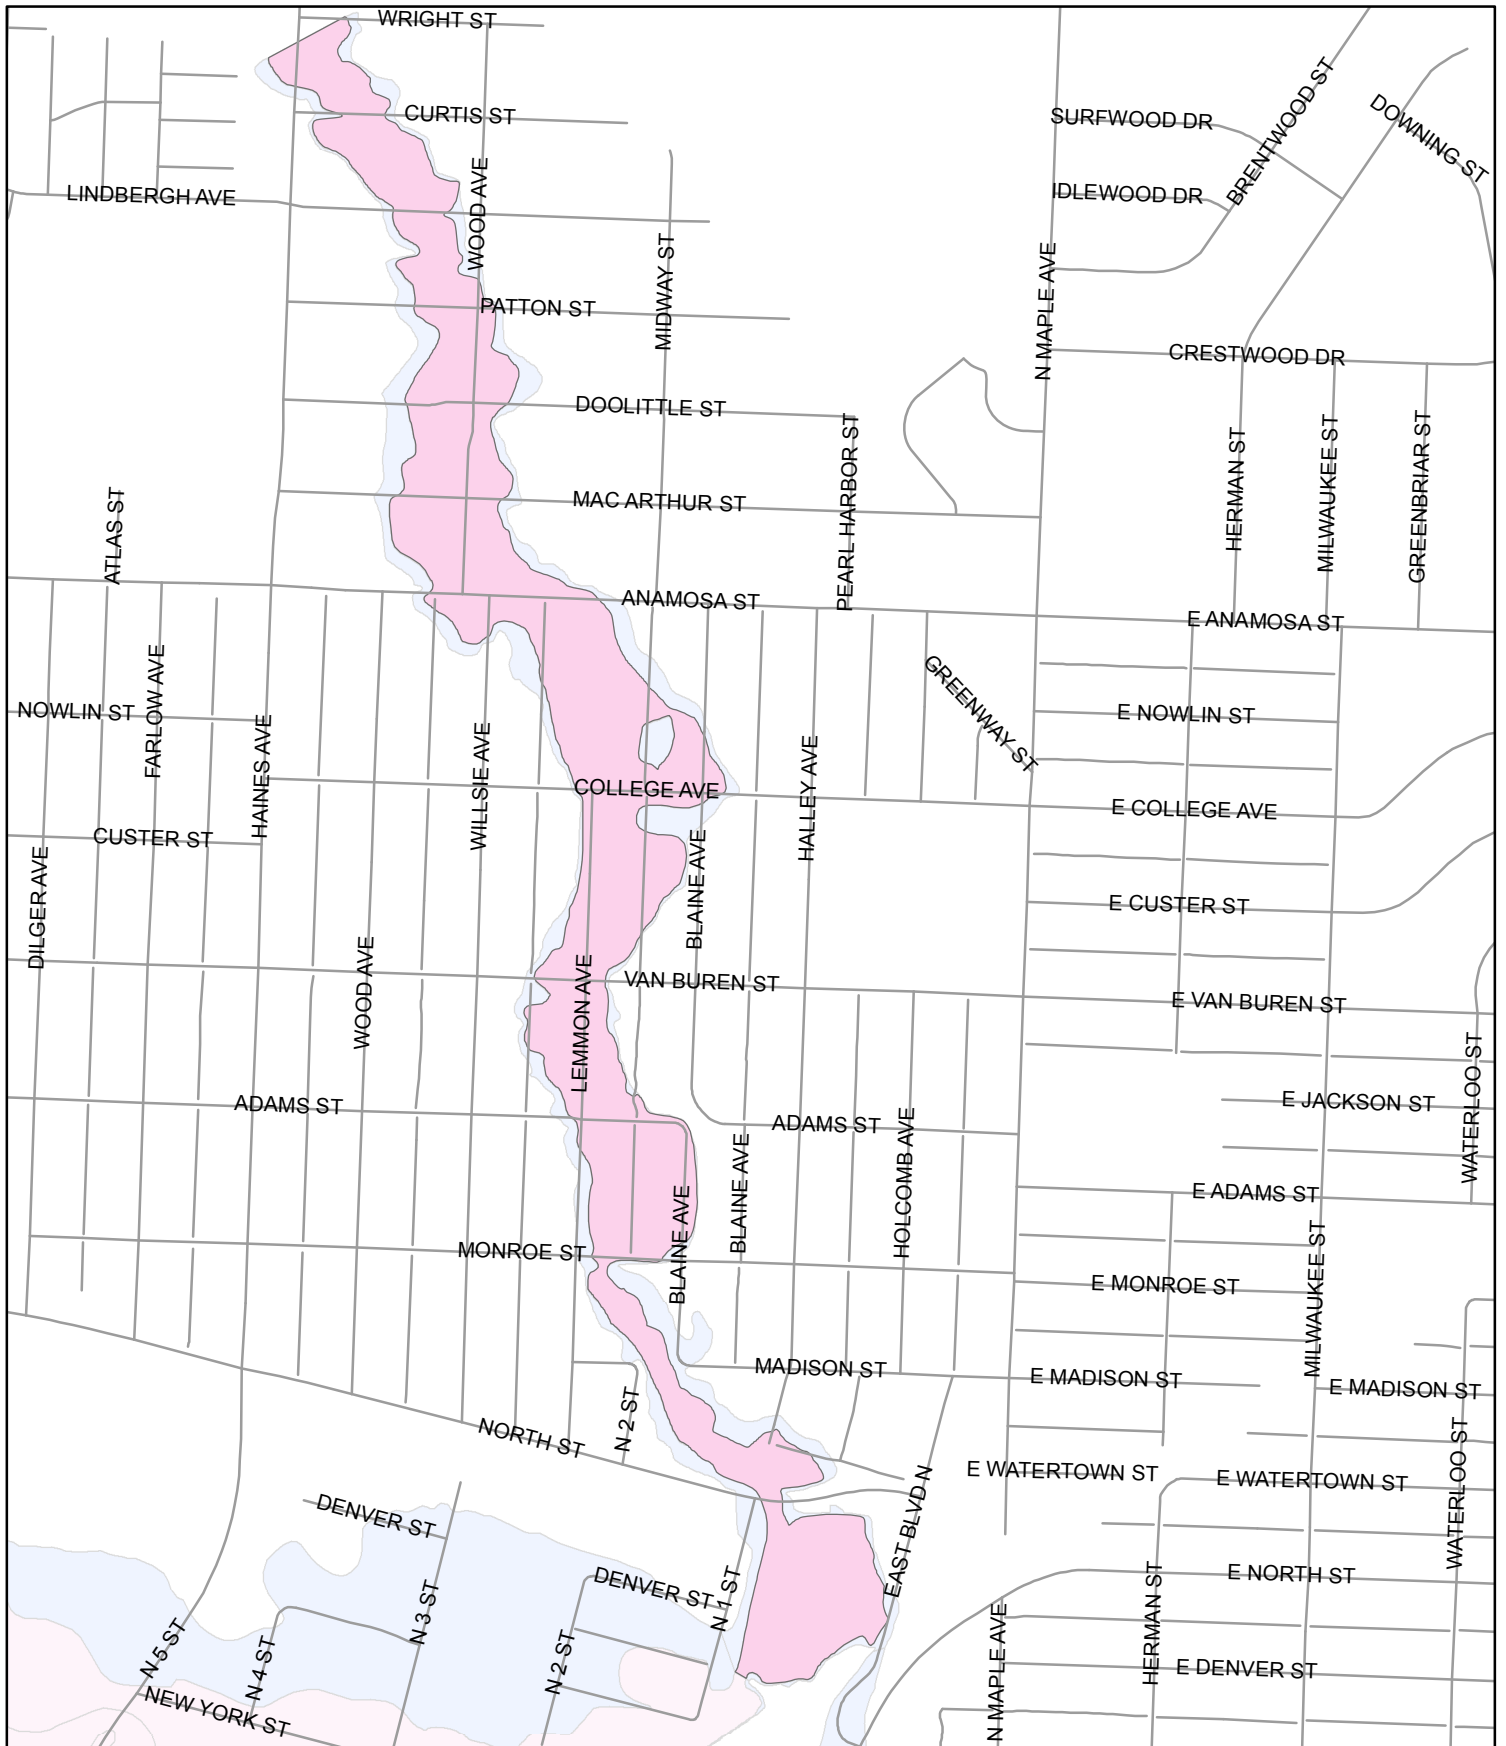 WRIGHT ST
CURTIS ST
SURFWOOD DR
BRENTWOOD ST
DOWNING ST
LINDBERGH AVE
WOOD AVE
IDLEWOOD DR
MIDWAY ST
N MAPLE AVE
PATTON ST
CRESTWOOD DR
DOOLITTLE ST
PEARL HARBOR ST
HERMAN ST
MILWAUKEE ST
GREENBRIAR ST
ATLAS ST
MAC ARTHUR ST
ANAMOSA ST
E ANAMOSA ST
FARLOW AVE
GREENWAY ST
NOWLIN ST
HAINES AVE
WILLSIE AVE
HALLEY AVE
E NOWLIN ST
COLLEGE AVE
E COLLEGE AVE
CUSTER ST
DILGER AVE
BLAINE AVE
E CUSTER ST
WOOD AVE
LEMMON AVE
VAN BUREN ST
E VAN BUREN ST
WATERLOO ST
ADAMS ST
ADAMS ST
E JACKSON ST
HOLCOMB AVE
BLAINE AVE
BLAINE AVE
E ADAMS ST
MONROE ST
MILWAUKEE ST
E MONROE ST
MADISON ST
E MADISON ST
E MADISON ST
N 2 ST
NORTH ST
WATERLOO ST
E WATERTOWN ST
E WATERTOWN ST
EAST BLVD N
DENVER ST
DENVER ST
N 1 ST
N 3 ST
HERMAN ST
E NORTH ST
N 5 ST
N 4 ST
N 2 ST
N MAPLE AVE
E DENVER ST
NEW YORK ST